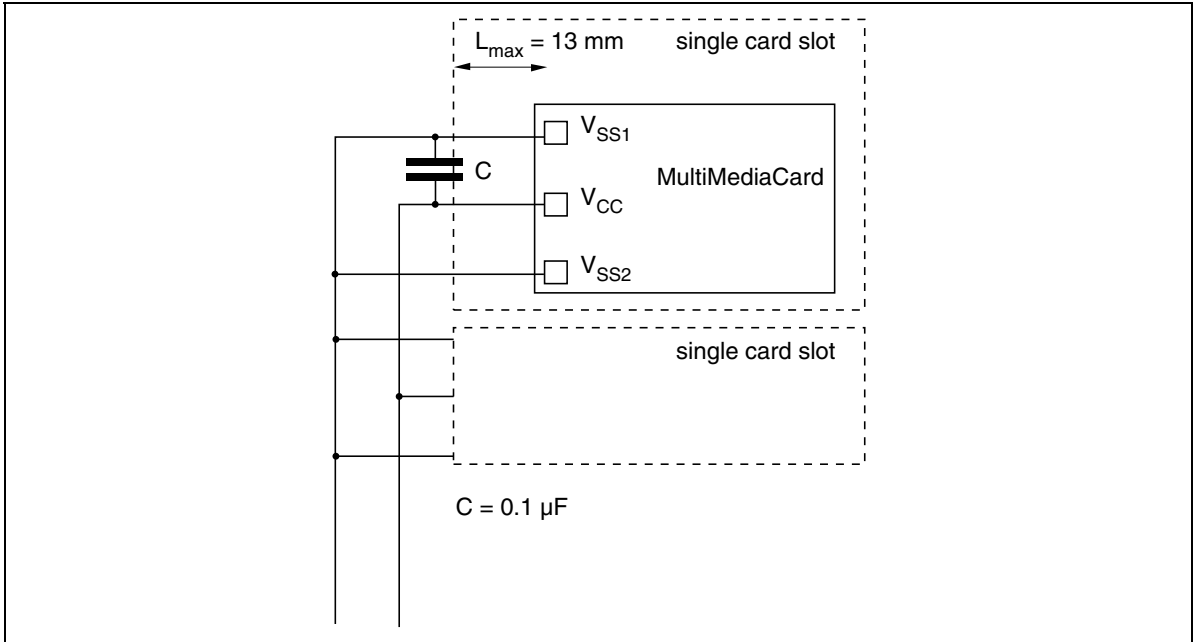 L_max = 13 mm single card slot
V_SS1
C
MultiMediaCard
V_CC
V_SS2
single card slot
C = 0.1 µF